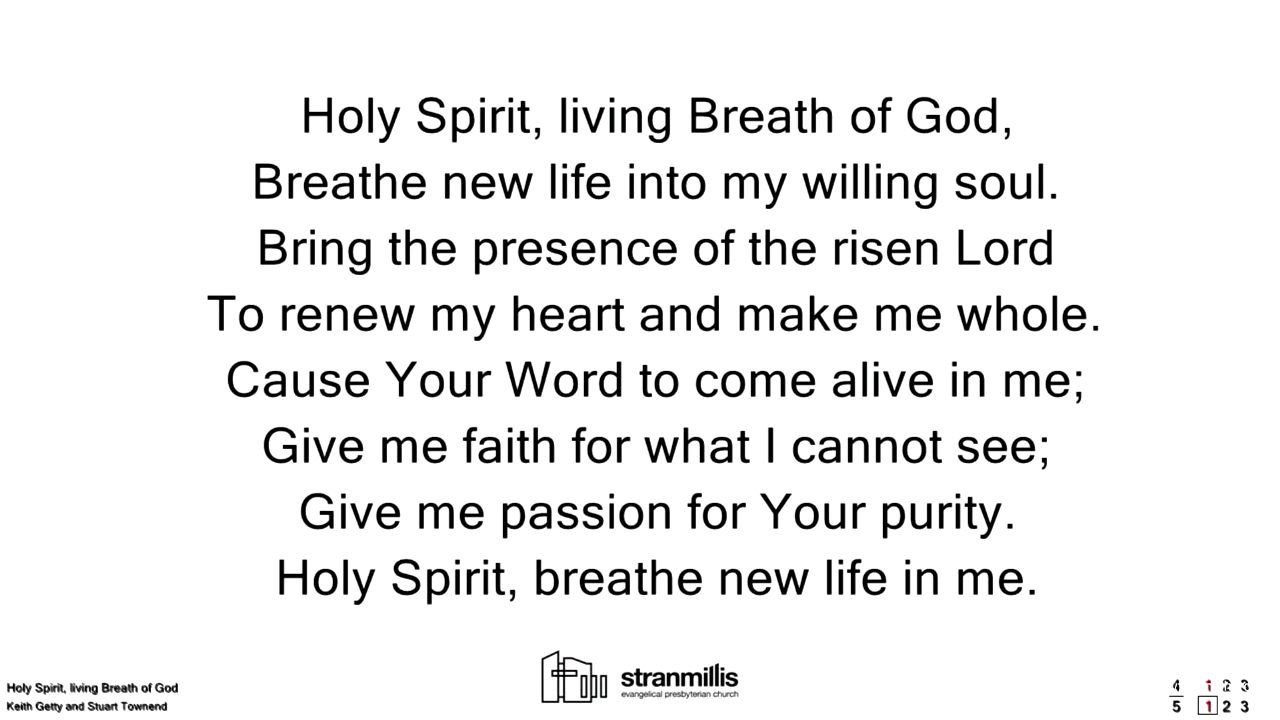 Holy Spirit, living Breath of God,
Breathe new life into my willing soul.
Bring the presence of the risen Lord
To renew my heart and make me whole.
Cause Your Word to come alive in me;
Give me faith for what I cannot see;
Give me passion for Your purity.
Holy Spirit, breathe new life in me.
stranmillis
evangelical presbyterian church
Holy Spirit, living Breath of God
Keith Getty and Stuart Townend
4 1 2 3
5 1 2 3